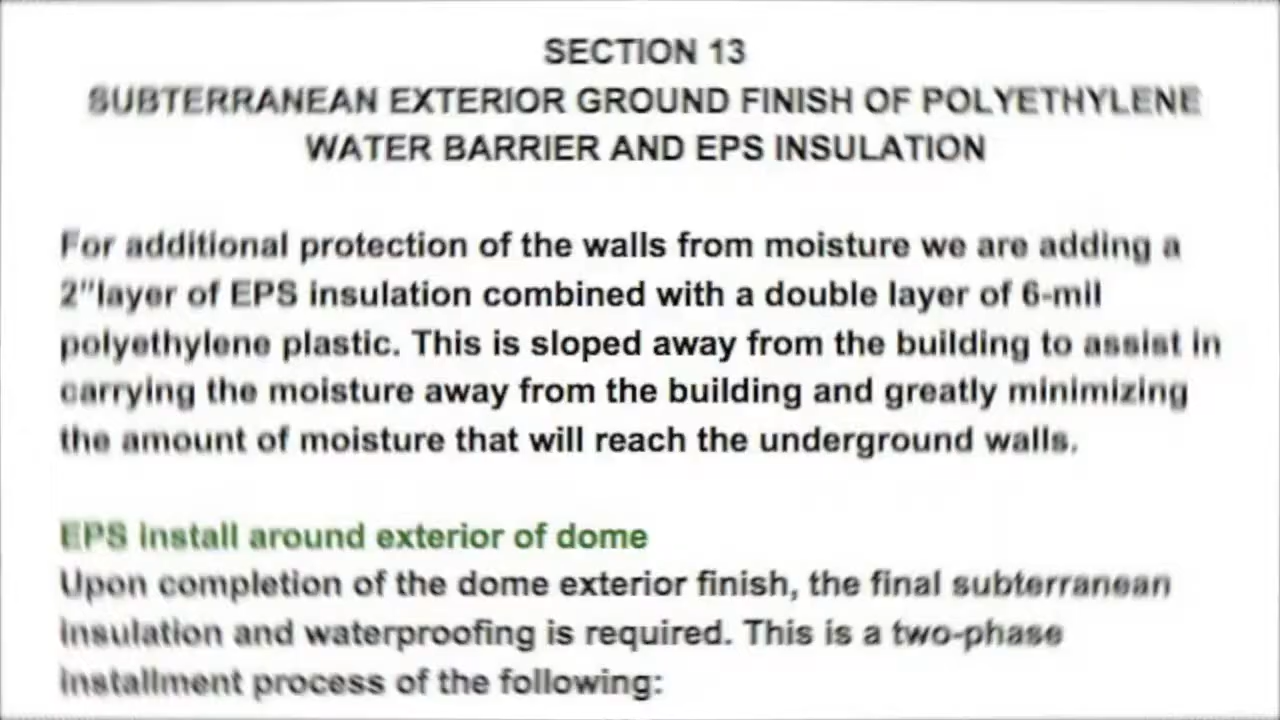 SECTION 13
SUBTERRANEAN EXTERIOR GROUND FINISH OF POLYETHYLENE
WATER BARRIER AND EPS INSULATION
For additional protection of the walls from moisture we are adding a
2"layer of EPS insulation combined with a double layer of 6-mil
polyethylene plastic. This is sloped away from the building to assist in
carrying the moisture away from the building and greatly minimizing
the amount of moisture that will reach the underground walls.
EPS install around exterior of dome
Upon completion of the dome exterior finish, the final subterranean
insulation and waterproofing is required. This is a two-phase
installment process of the following: